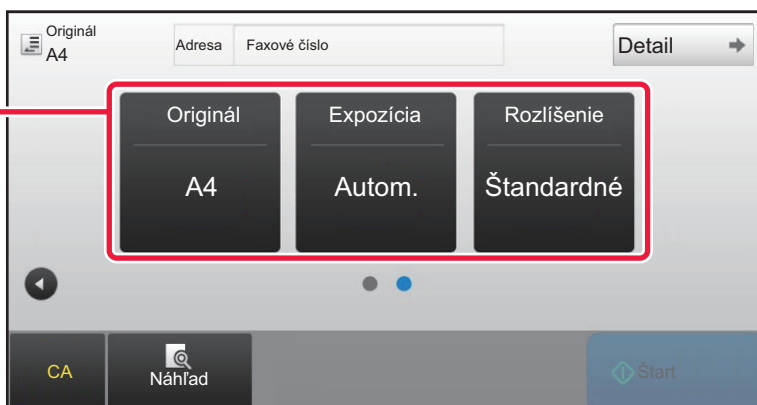 Originál
A4
Adresa Faxové číslo
Detail
Originál Expozícia Rozlíšenie
A4 Autom. Štandardné
CA Náhľad Štart